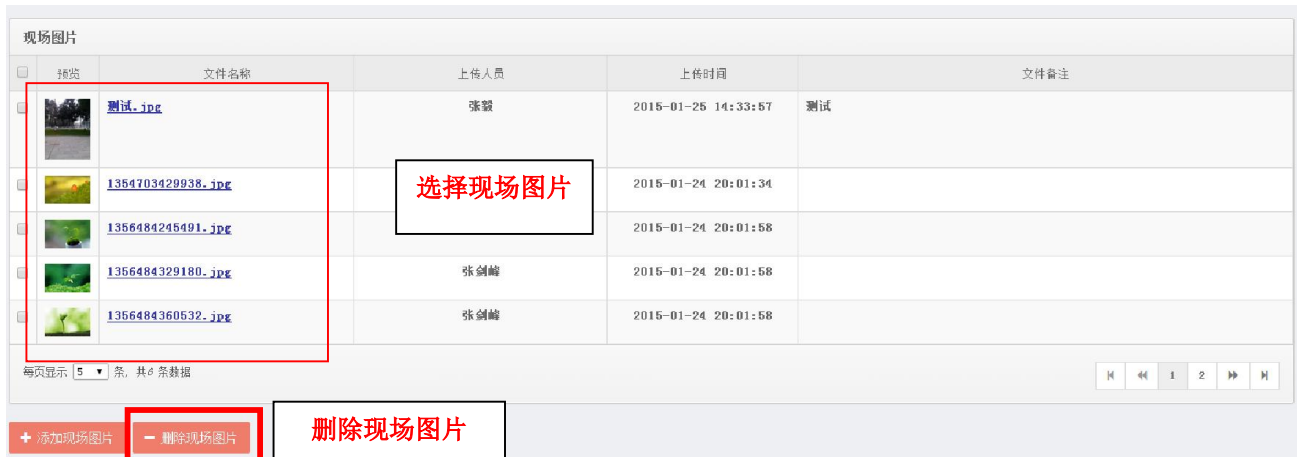 现场图片
预览 文件名称 上传人员 上传时间 文件备注
测试.jpg 张毅 2015-01-25 14:33:57 测试
1354703429938.jpg 2015-01-24 20:01:34
选择现场图片
1356484245491.jpg 2015-01-24 20:01:58
1356484329180.jpg 张剑峰 2015-01-24 20:01:58
1356484360532.jpg 张剑峰 2015-01-24 20:01:58
每页显示 5 条, 共6 条数据 1 2
+ 添加现场图片 − 删除现场图片 删除现场图片